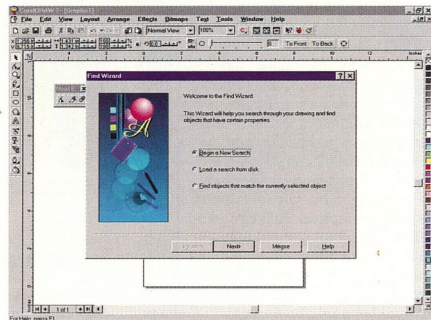 CorelDRAW 7 - [Graphic1]
File Edit View Layout Arrange Effects Bitmaps Text Tools Window Help
Normal View 100%
To Front To Back
inches
Find Wizard
Welcome to the Find Wizard.
This Wizard will help you search through your drawing and find
objects that have certain properties.
Begin a New Search
Load a search from disk
Find objects that match the currently selected object
Next> Mégse Help
1 of 1
For Help, press F1